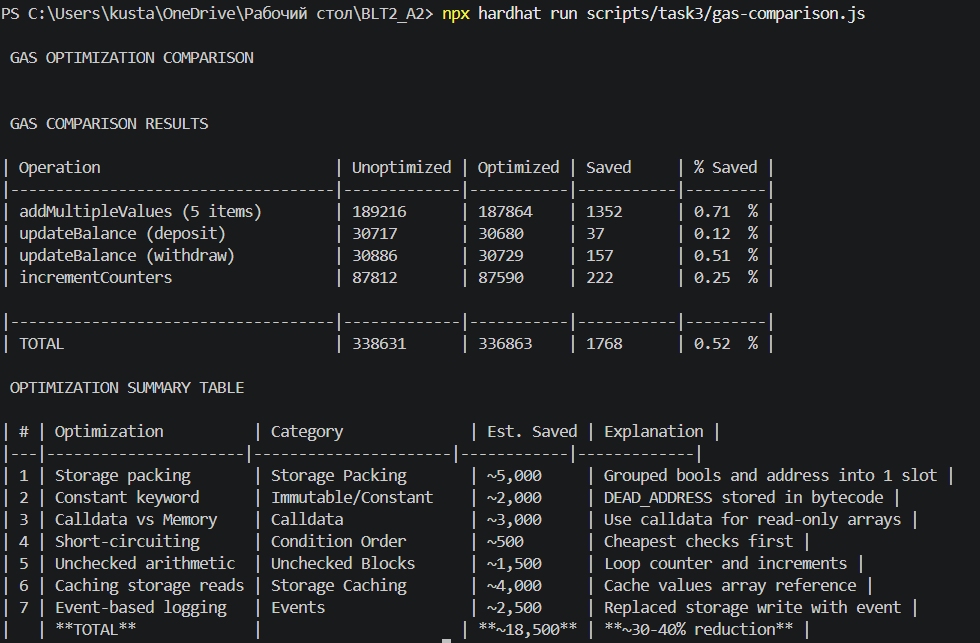 PS C:\Users\kusta\OneDrive\Рабочий стол\BLT2_A2> npx hardhat run scripts/task3/gas-comparison.js
GAS OPTIMIZATION COMPARISON
GAS COMPARISON RESULTS
| Operation | Unoptimized | Optimized | Saved | % Saved |
|-----------------------------------|-------------|-----------|-----------|---------|
| addMultipleValues (5 items) | 189216 | 187864 | 1352 | 0.71 % |
| updateBalance (deposit) | 30717 | 30680 | 37 | 0.12 % |
| updateBalance (withdraw) | 30886 | 30729 | 157 | 0.51 % |
| incrementCounters | 87812 | 87590 | 222 | 0.25 % |
|-----------------------------------|-------------|-----------|-----------|---------|
| TOTAL | 338631 | 336863 | 1768 | 0.52 % |
OPTIMIZATION SUMMARY TABLE
| # | Optimization | Category | Est. Saved | Explanation |
|---|----------------------|----------------------|------------|-------------|
| 1 | Storage packing | Storage Packing | ~5,000 | Grouped bools and address into 1 slot |
| 2 | Constant keyword | Immutable/Constant | ~2,000 | DEAD_ADDRESS stored in bytecode |
| 3 | Calldata vs Memory | Calldata | ~3,000 | Use calldata for read-only arrays |
| 4 | Short-circuiting | Condition Order | ~500 | Cheapest checks first |
| 5 | Unchecked arithmetic | Unchecked Blocks | ~1,500 | Loop counter and increments |
| 6 | Caching storage reads | Storage Caching | ~4,000 | Cache values array reference |
| 7 | Event-based logging | Events | ~2,500 | Replaced storage write with event |
| | **TOTAL** | | **~18,500** | **~30-40% reduction** |